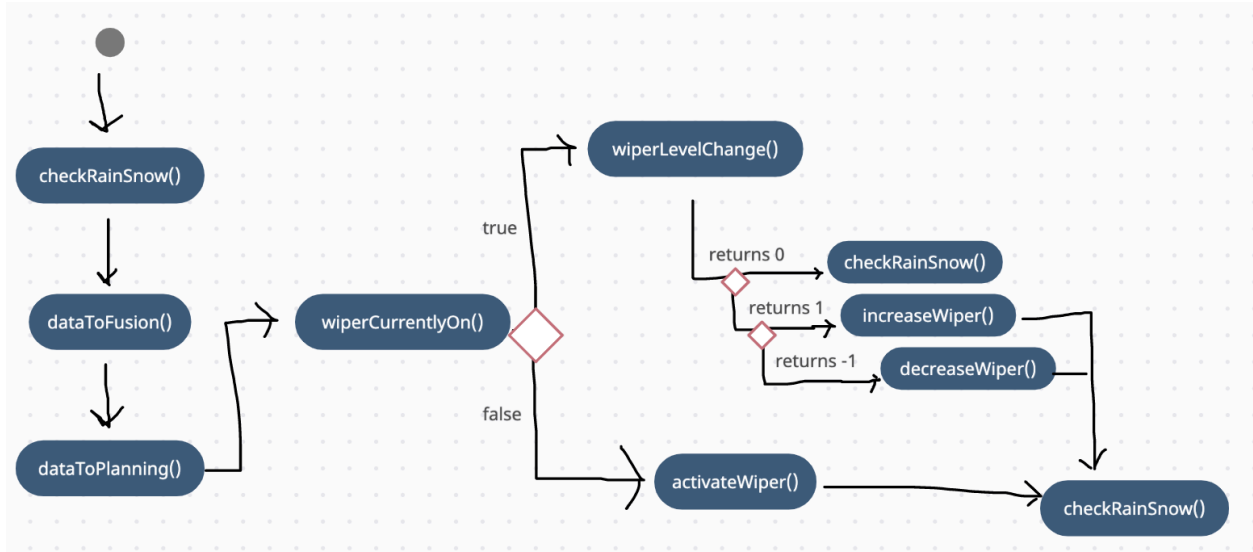 checkRainSnow()
dataToFusion()
dataToPlanning()
wiperCurrentlyOn()
true
wiperLevelChange()
returns 0
checkRainSnow()
returns 1
increaseWiper()
returns -1
decreaseWiper()
false
activateWiper()
checkRainSnow()